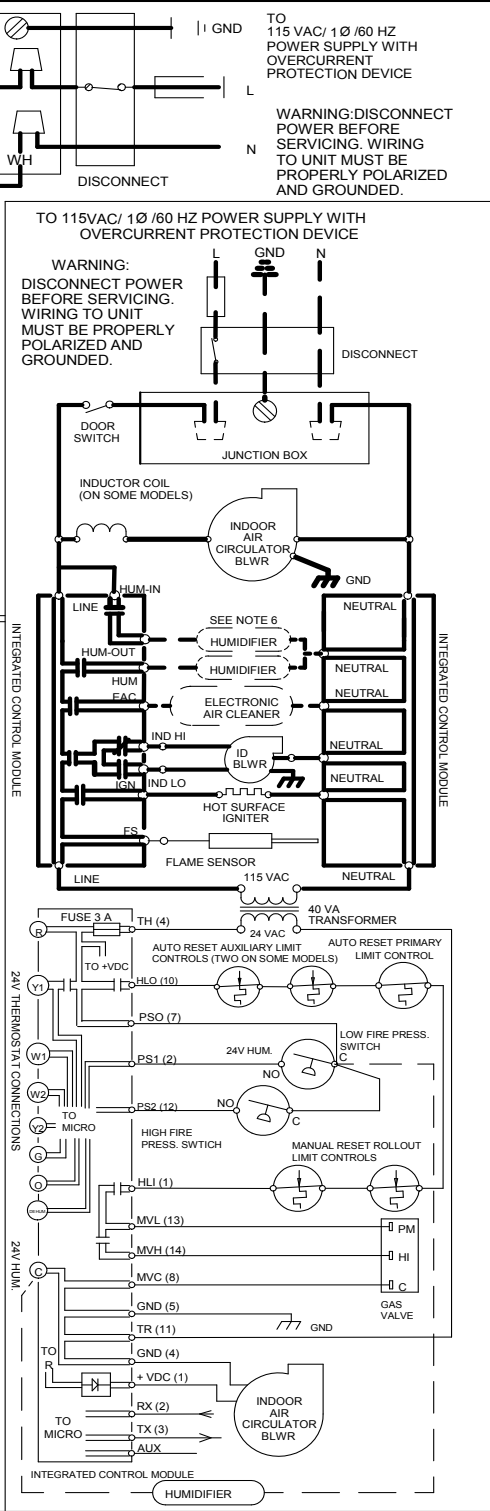 GND
TO
115 VAC/ 1Ø /60 HZ
POWER SUPPLY WITH
OVERCURRENT
PROTECTION DEVICE
L
WH
N
DISCONNECT
WARNING:DISCONNECT
POWER BEFORE
SERVICING. WIRING
TO UNIT MUST BE
PROPERLY POLARIZED
AND GROUNDED.
TO 115VAC/ 1Ø /60 HZ POWER SUPPLY WITH
OVERCURRENT PROTECTION DEVICE
WARNING:
DISCONNECT POWER
BEFORE SERVICING.
WIRING TO UNIT
MUST BE PROPERLY
POLARIZED AND
GROUNDED.
L GND N
DISCONNECT
DOOR
SWITCH
JUNCTION BOX
INDUCTOR COIL
(ON SOME MODELS)
INDOOR
AIR
CIRCULATOR
BLWR
GND
HUM-IN
LINE
NEUTRAL
SEE NOTE 6
HUMIDIFIER
HUM-OUT
HUMIDIFIER
NEUTRAL
HUM
EAC
ELECTRONIC
AIR CLEANER
NEUTRAL
IND HI
ID
BLWR
NEUTRAL
IND LO
IGN
HOT SURFACE
IGNITER
NEUTRAL
FS
FLAME SENSOR
INTEGRATED CONTROL MODULE
INTEGRATED CONTROL MODULE
LINE
115 VAC
NEUTRAL
40 VA
TRANSFORMER
24 VAC
R
FUSE 3 A
TH (4)
TO +VDC
AUTO RESET AUXILIARY LIMIT
CONTROLS (TWO ON SOME MODELS)
AUTO RESET PRIMARY
LIMIT CONTROL
Y1
HLO (10)
PSO (7)
LOW FIRE PRESS.
SWITCH
W1
PS1 (2)
24V HUM.
NO
C
W2
PS2 (12)
NO
C
Y2
TO
MICRO
HIGH FIRE
PRESS. SWTICH
G
O
DEHUM
24V THERMOSTAT CONNECTIONS
MANUAL RESET ROLLOUT
LIMIT CONTROLS
HLI (1)
MVL (13)
PM
MVH (14)
HI
24V HUM.
C
MVC (8)
C
GAS
VALVE
GND (5)
GND
TR (11)
TO
R
GND (4)
+ VDC (1)
INDOOR
AIR
CIRCULATOR
BLWR
RX (2)
TO
MICRO
TX (3)
AUX
INTEGRATED CONTROL MODULE
HUMIDIFIER